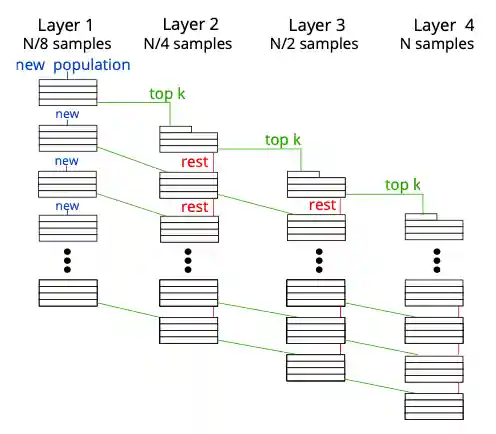 Layer 1 Layer 2 Layer 3 Layer 4
N/8 samples N/4 samples N/2 samples N samples
new population
top k
new
top k
new
rest
top k
new
rest
rest